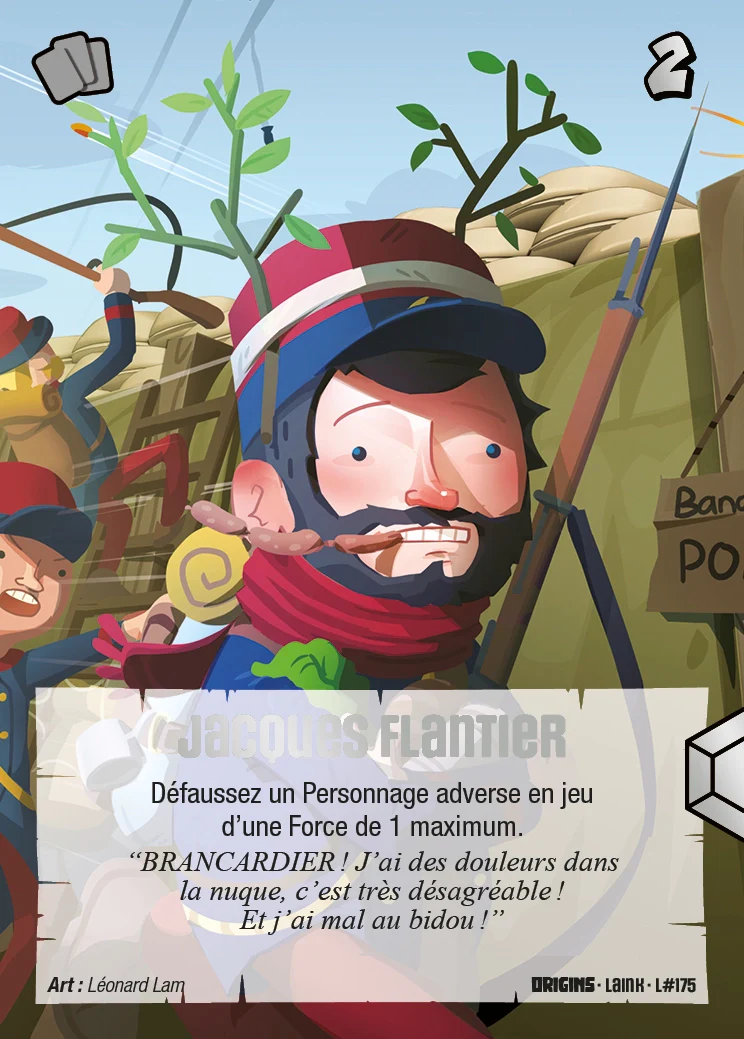 2
Banc
PO
JACQUES FLANTIER
Défaussez un Personnage adverse en jeu
d’une Force de 1 maximum.
“BRANCARDIER ! J’ai des douleurs dans
la nuque, c’est très désagréable !
Et j’ai mal au bidou !”
Art : Léonard Lam
ORIGINS · LAINK · L#175